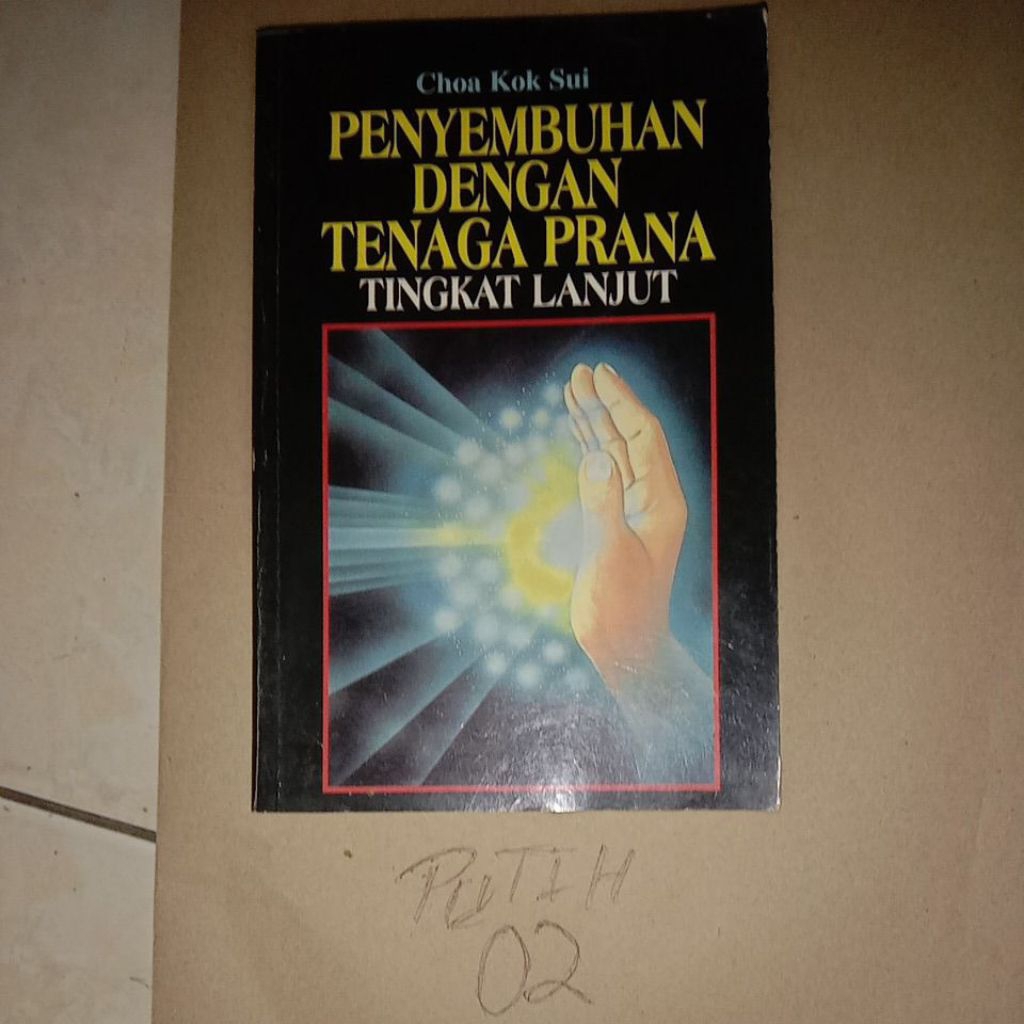 Choa Kok Sui
PENYEMBUHAN
DENGAN
TENAGA PRANA
TINGKAT LANJUT
PUTIH
02